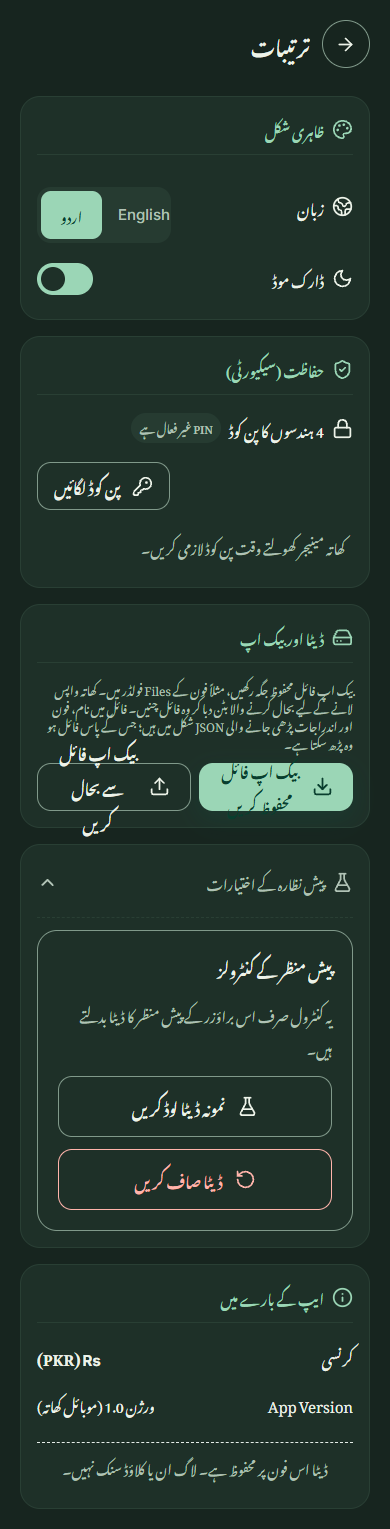 ترتیبات
ظاہری شکل
زبان
English
اردو
ڈارک موڈ
حفاظت (سیکیورٹی)
4 ہندسوں کا پن کوڈ
PIN غیر فعال ہے
پن کوڈ لگائیں
کھاتہ مینیجر کھولتے وقت پن کوڈ لازمی کریں۔
ڈیٹا اور بیک اپ
بیک اپ فائل محفوظ جگہ رکھیں، مثلاً فون کے Files فولڈر میں۔ کھاتہ واپس
لانے کے لیے بحال کرنے والا بٹن دبا کر وہ فائل چنیں۔ فائل میں نام، فون
اور اندراجات پڑھی جانے والی JSON شکل میں ہیں؛ جس کے پاس فائل ہو
وہ پڑھ سکتا ہے۔
بیک اپ فائل
محفوظ کریں
بیک اپ فائل
سے بحال
کریں
پیش نظارہ کے اختیارات
پیش منظر کے کنٹرولز
یہ کنٹرول صرف اس براؤزر کے پیش منظر کا ڈیٹا بدلتے
ہیں۔
نمونہ ڈیٹا لوڈ کریں
ڈیٹا صاف کریں
ایپ کے بارے میں
کرنسی
Rs (PKR)
App Version
ورژن 1.0 (موبائل کھاتہ)
ڈیٹا اس فون پر محفوظ ہے۔ لاگ ان یا کلاؤڈ سنک نہیں۔